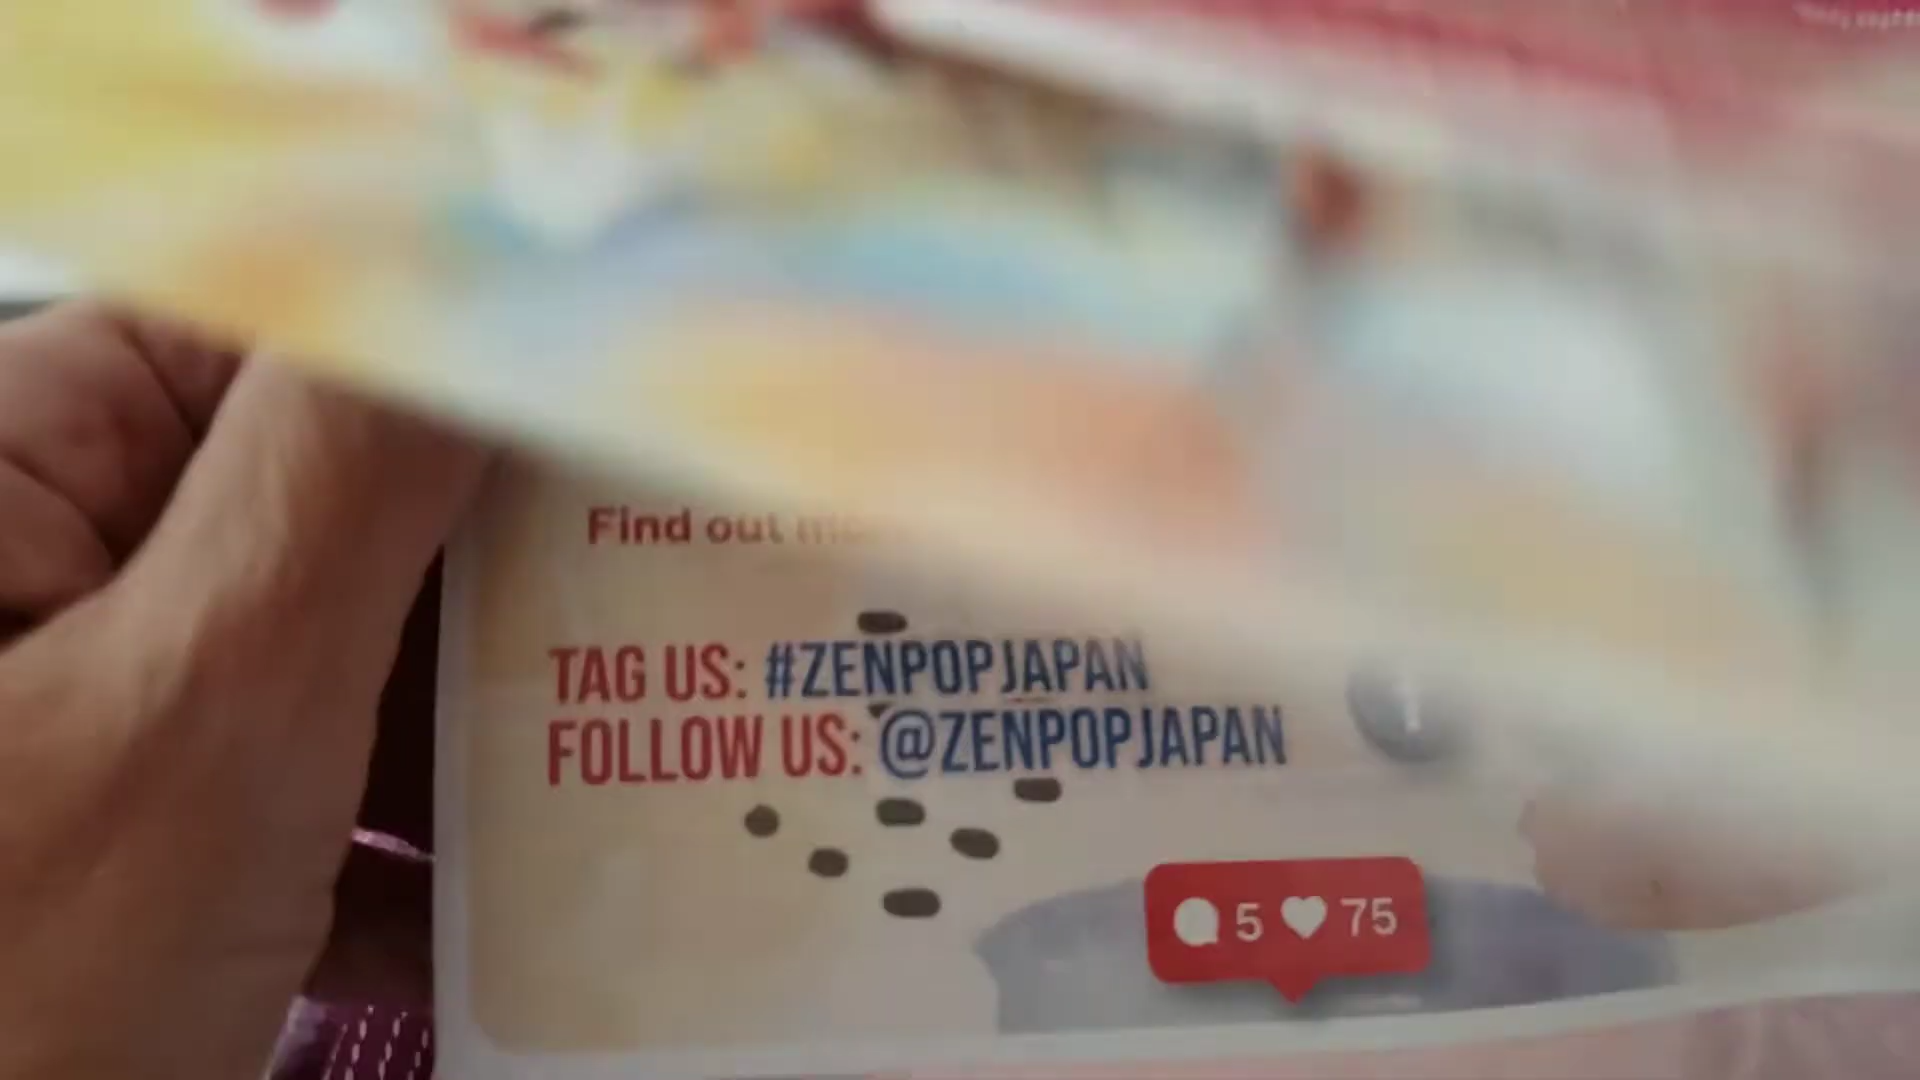 Find out
TAG US: #ZENPOPJAPAN
FOLLOW US: @ZENPOPJAPAN
5 75